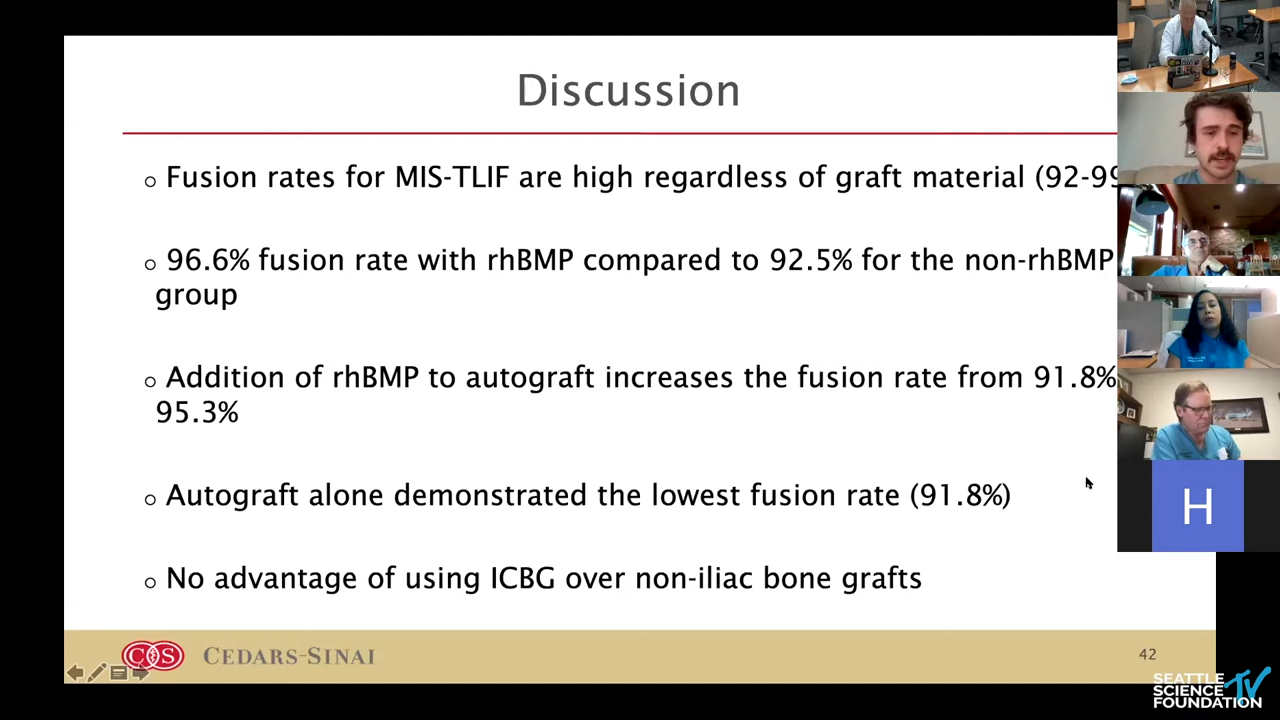 Discussion
Fusion rates for MIS-TLIF are high regardless of graft material (92-99
96.6% fusion rate with rhBMP compared to 92.5% for the non-rhBMP
group
Addition of rhBMP to autograft increases the fusion rate from 91.8%
95.3%
Autograft alone demonstrated the lowest fusion rate (91.8%)
No advantage of using ICBG over non-iliac bone grafts
H
CEDARS-SINAI
42
SEATTLE
SCIENCE
FOUNDATION
TV